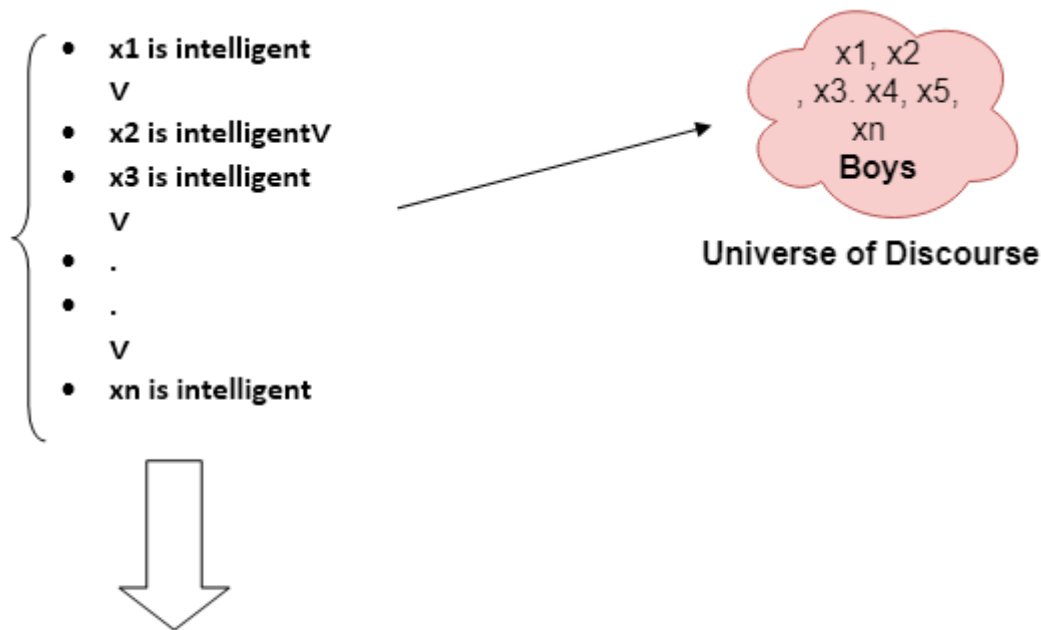 • x1 is intelligent
V
• x2 is intelligentV
• x3 is intelligent
V
• .
• .
V
• xn is intelligent
x1, x2
, x3. x4, x5,
xn
Boys
Universe of Discourse